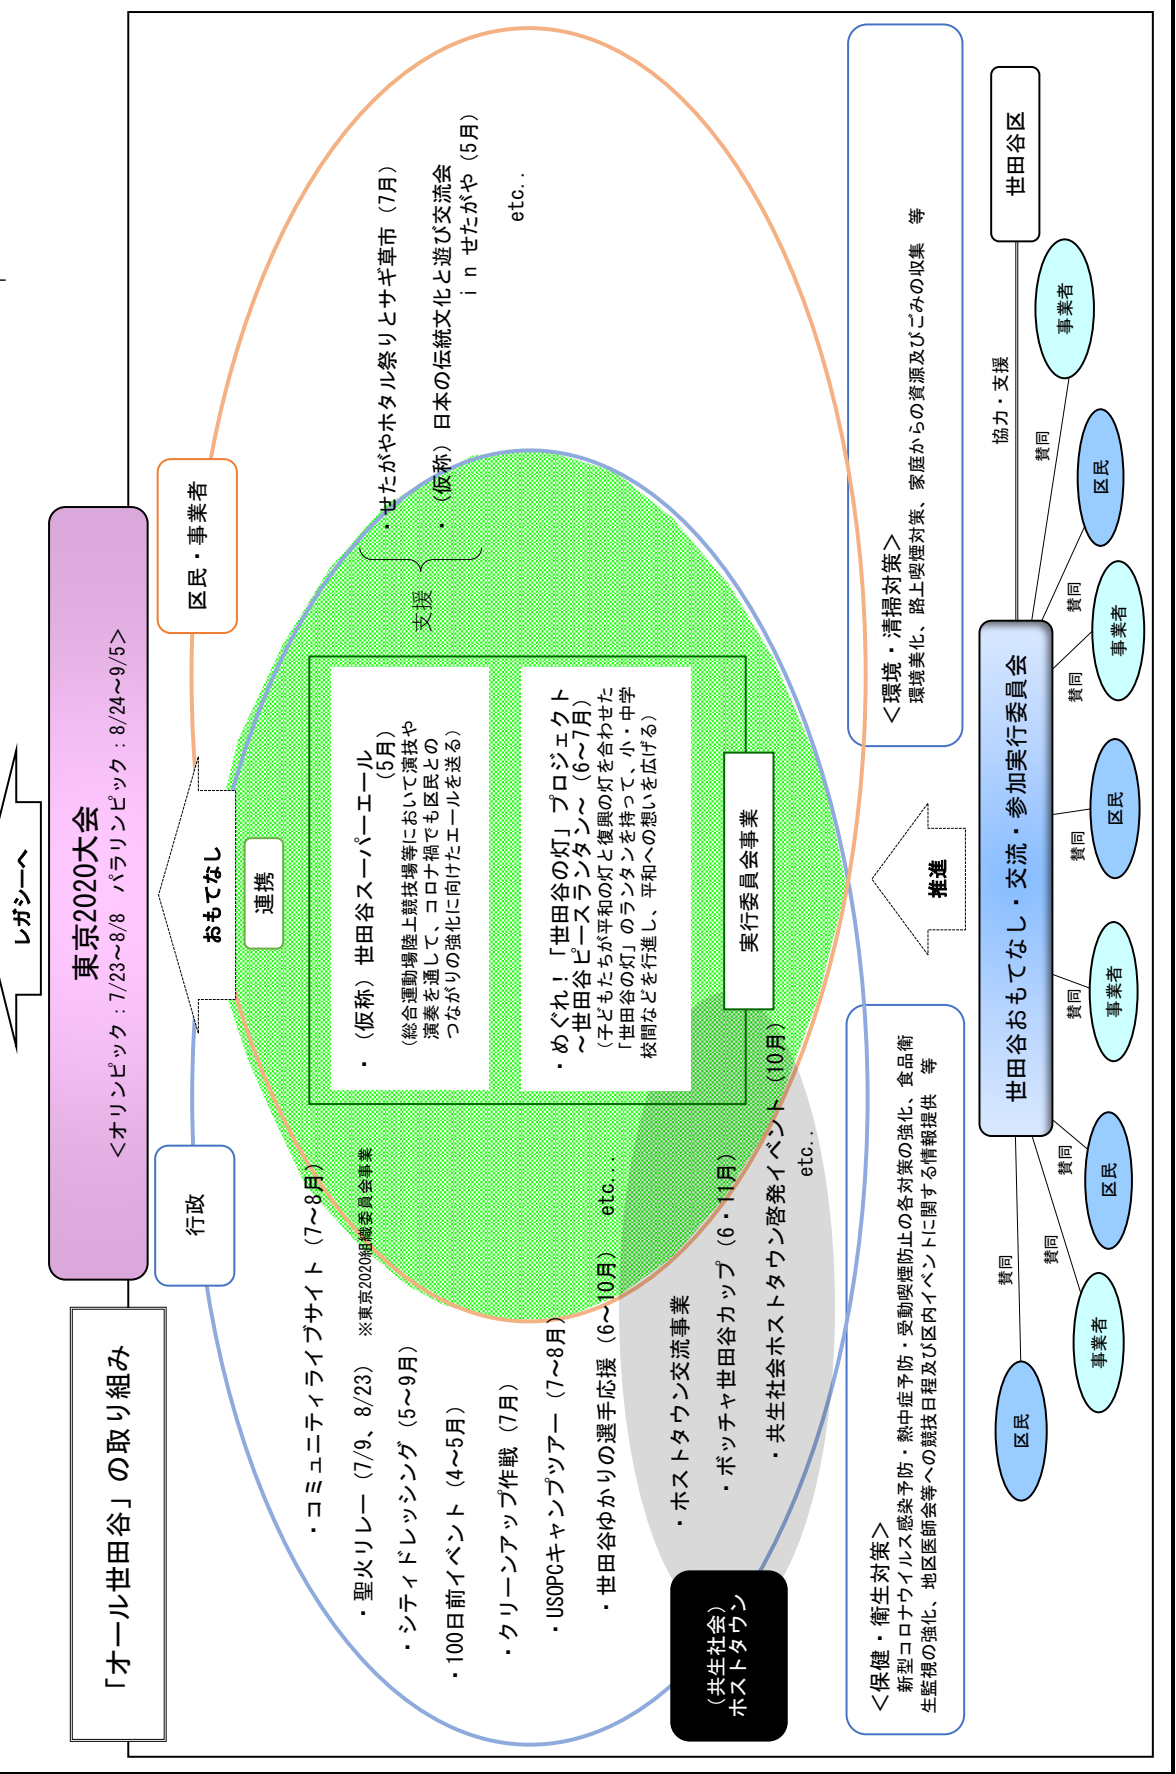 「オール世田谷」の取り組み
レガシーへ
東京2020大会
<オリンピック：7/23～8/8　パラリンピック：8/24～9/5>
おもてなし
連携
行政
区民・事業者
・コミュニティライブサイト（7～8月）
・聖火リレー（7/9、8/23）　※東京2020組織委員会事業
・シティドレッシング（5～9月）
・100日前イベント（4～5月）
・クリーンアップ作戦（7月）
・USOPCキャンプツアー（7～8月）
・世田谷ゆかりの選手応援（6～10月）　etc...
・ホストタウン交流事業
・ボッチャ世田谷カップ（6・11月）
・共生社会ホストタウン啓発イベント（10月）
etc..
（共生社会）
ホストタウン
・（仮称）世田谷スーパーエール
（5月）
（総合運動場陸上競技場等において演技や
演奏を通して、コロナ禍でも区民との
つながりの強化に向けたエールを送る）
・めぐれ！「世田谷の灯」プロジェクト
～世田谷ピースランタン～（6～7月）
（子どもたちが平和の灯と復興の灯を合わせた
「世田谷の灯」のランタンを持って、小・中学
校間などを行進し、平和への想いを広げる）
実行委員会事業
支援
・せたがやホタル祭りとサギ草市（7月）
・（仮称）日本の伝統文化と遊び交流会
ｉｎ せたがや（5月）
etc..
<保健・衛生対策>
新型コロナウイルス感染予防・熱中症予防・受動喫煙防止の各対策の強化、食品衛
生監視の強化、地区医師会等への競技日程及び区内イベントに関する情報提供　等
推進
<環境・清掃対策>
環境美化、路上喫煙対策、家庭からの資源及びごみの収集　等
世田谷おもてなし・交流・参加実行委員会
協力・支援
世田谷区
賛同
区民
賛同
事業者
賛同
区民
賛同
事業者
賛同
区民
賛同
事業者
賛同
区民
賛同
事業者